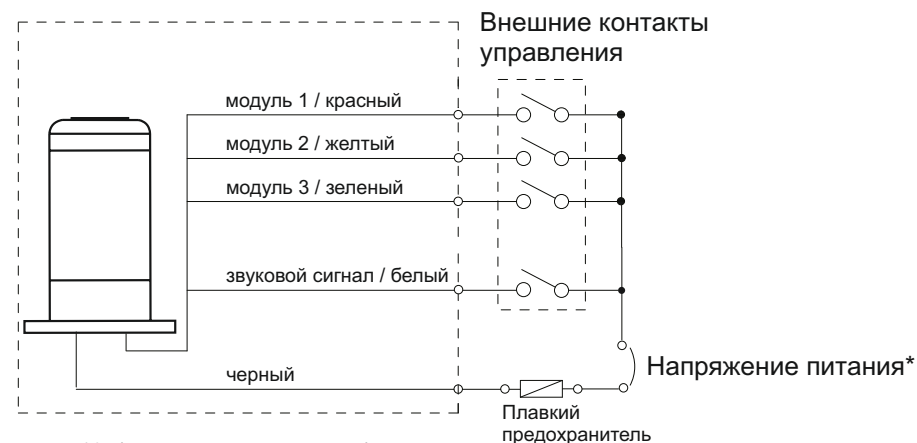 Внешние контакты
управления
модуль 1 / красный
модуль 2 / желтый
модуль 3 / зеленый
звуковой сигнал / белый
черный
Напряжение питания*
Плавкий
предохранитель